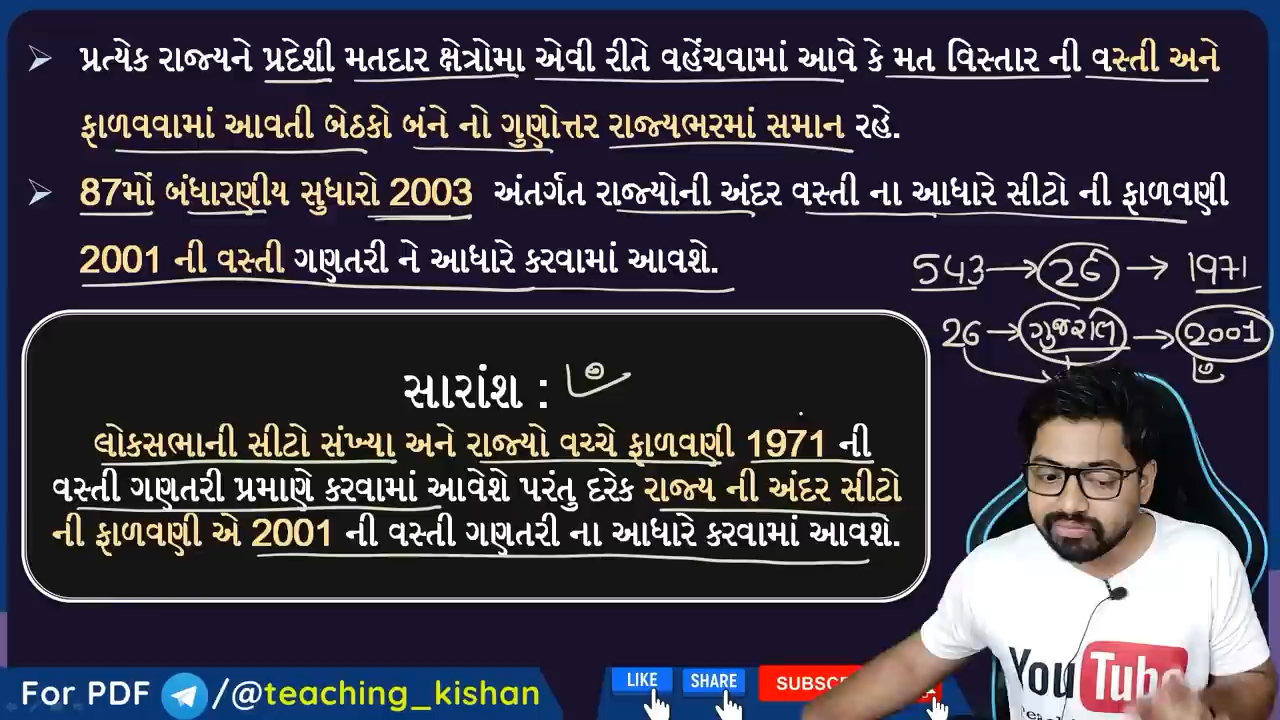 પ્રત્યેક રાજ્યને પ્રદેશી મતદાર ક્ષેત્રોમા એવી રીતે વહેંચવામાં આવે કે મત વિસ્તાર ની વસ્તી અને
ફાળવવામાં આવતી બેઠકો બંને નો ગુણોત્તર રાજ્યભરમાં સમાન રહે.
87મોં બંધારણીય સુધારો 2003 અંતર્ગત રાજ્યોની અંદર વસ્તી ના આધારે સીટો ની ફાળવણી
2001 ની વસ્તી ગણતરી ને આધારે કરવામાં આવશે.
543 → 26 → 1971
26 → ગુજરાત → 2001
સારાંશ :
લોકસભાની સીટો સંખ્યા અને રાજ્યો વચ્ચે ફાળવણી 1971 ની
વસ્તી ગણતરી પ્રમાણે કરવામાં આવેશે પરંતુ દરેક રાજ્ય ની અંદર સીટો
ની ફાળવણી એ 2001 ની વસ્તી ગણતરી ના આધારે કરવામાં આવશે.
You Tube
For PDF /@teaching_kishan
LIKE SHARE